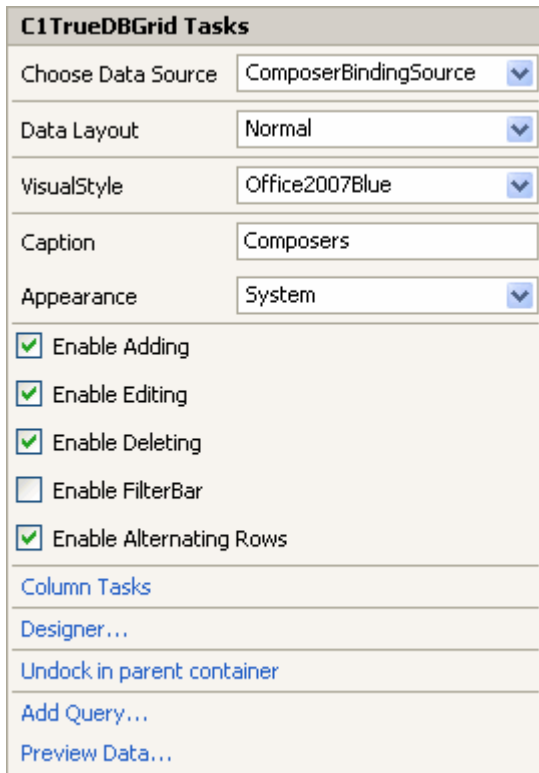 C1TrueDBGrid Tasks
Choose Data Source ComposerBindingSource
Data Layout Normal
VisualStyle Office2007Blue
Caption Composers
Appearance System
Enable Adding
Enable Editing
Enable Deleting
Enable FilterBar
Enable Alternating Rows
Column Tasks
Designer...
Undock in parent container
Add Query...
Preview Data...